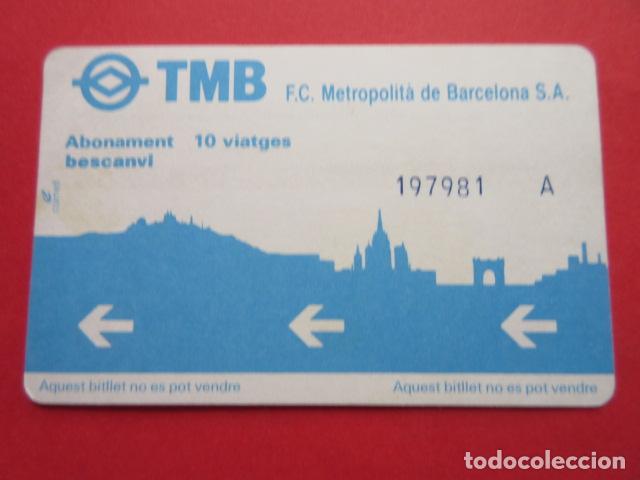 TMB F.C. Metropolità de Barcelona S.A.
Abonament 10 viatges
bescanvi
197981 A
Aquest bitllet no es pot vendre Aquest bitllet no es pot vendre
todocoleccion